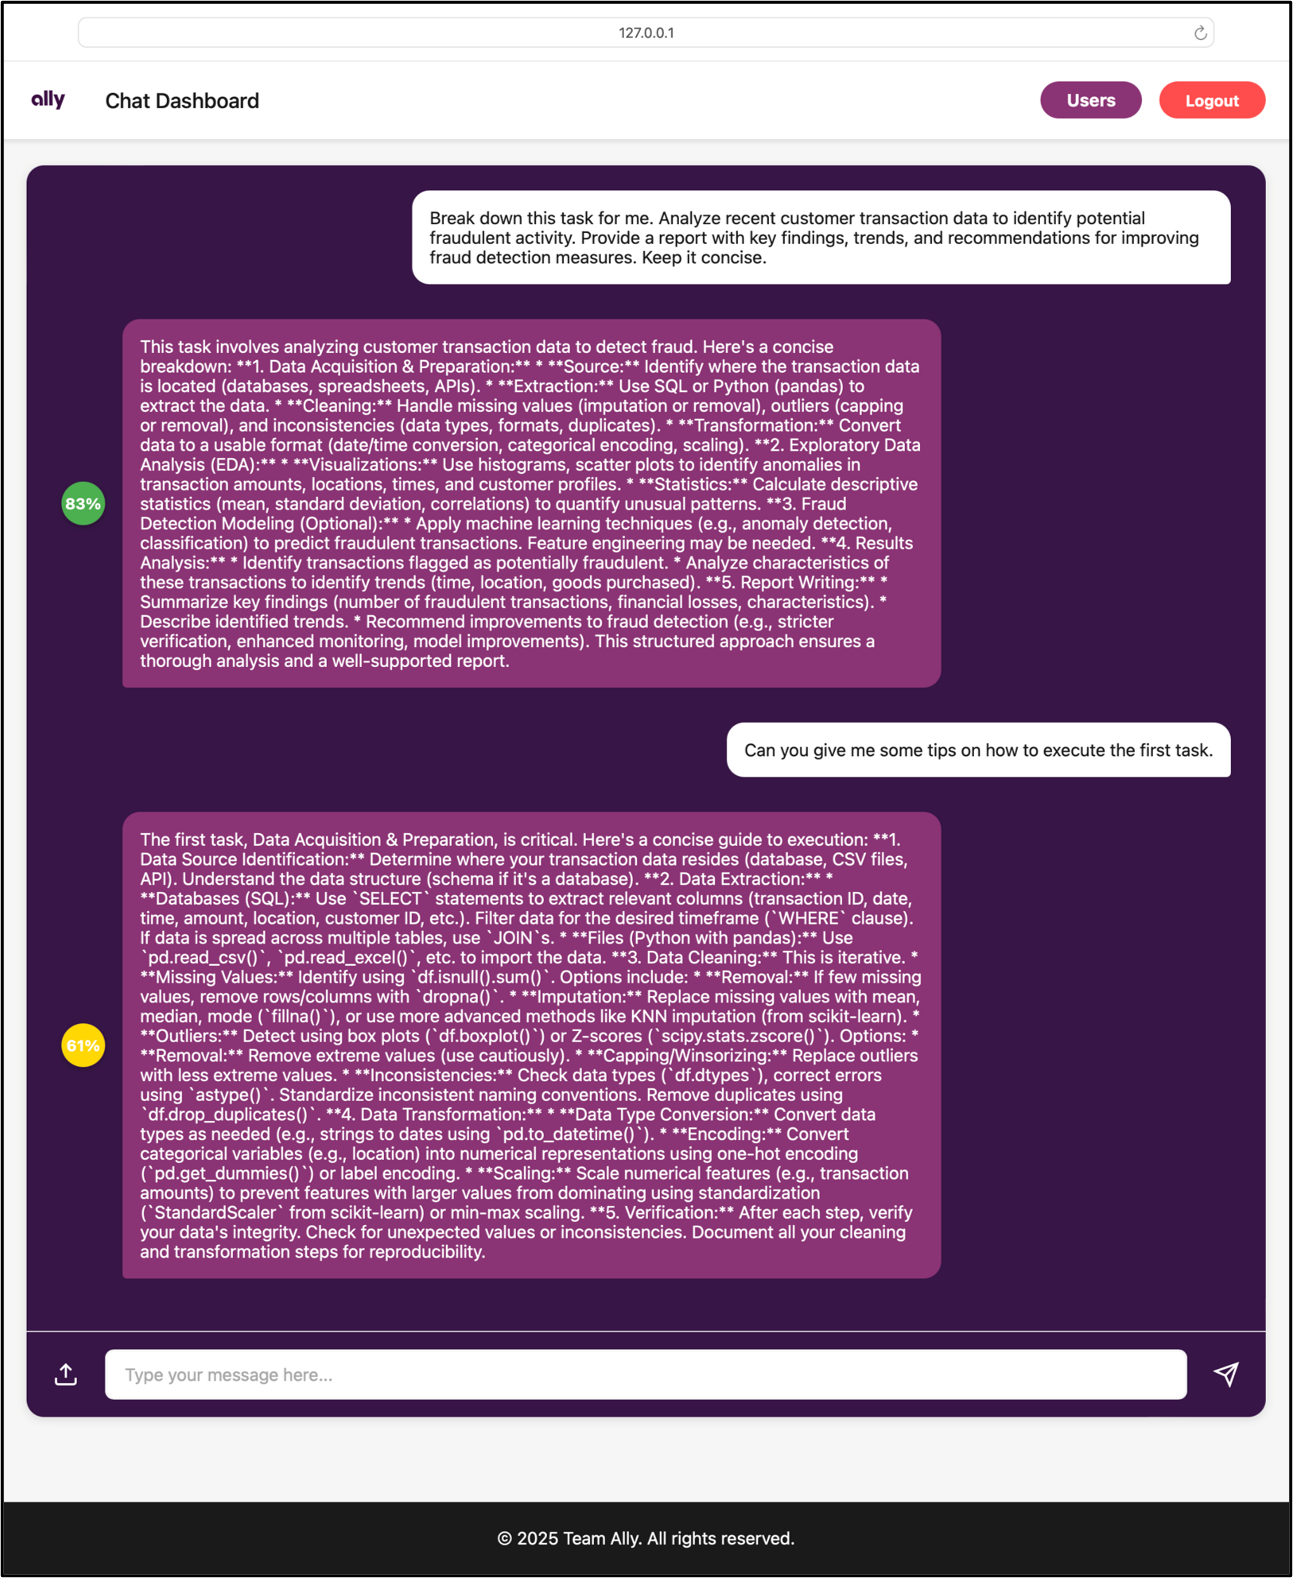 127.0.0.1
ally
Chat Dashboard
Users
Logout
Break down this task for me. Analyze recent customer transaction data to identify potential
fraudulent activity. Provide a report with key findings, trends, and recommendations for improving
fraud detection measures. Keep it concise.
This task involves analyzing customer transaction data to detect fraud. Here's a concise
breakdown: **1. Data Acquisition & Preparation:** * **Source:** Identify where the transaction data
is located (databases, spreadsheets, APIs). * **Extraction:** Use SQL or Python (pandas) to
extract the data. * **Cleaning:** Handle missing values (imputation or removal), outliers (capping
or removal), and inconsistencies (data types, formats, duplicates). * **Transformation:** Convert
data to a usable format (date/time conversion, categorical encoding, scaling). **2. Exploratory Data
Analysis (EDA):** * **Visualizations:** Use histograms, scatter plots to identify anomalies in
transaction amounts, locations, times, and customer profiles. * **Statistics:** Calculate descriptive
statistics (mean, standard deviation, correlations) to quantify unusual patterns. **3. Fraud
Detection Modeling (Optional):** * Apply machine learning techniques (e.g., anomaly detection,
classification) to predict fraudulent transactions. Feature engineering may be needed. **4. Results
Analysis:** * Identify transactions flagged as potentially fraudulent. * Analyze characteristics of
these transactions to identify trends (time, location, goods purchased). **5. Report Writing:** *
Summarize key findings (number of fraudulent transactions, financial losses, characteristics). *
Describe identified trends. * Recommend improvements to fraud detection (e.g., stricter
verification, enhanced monitoring, model improvements). This structured approach ensures a
thorough analysis and a well-supported report.
83%
Can you give me some tips on how to execute the first task.
The first task, Data Acquisition & Preparation, is critical. Here's a concise guide to execution: **1.
Data Source Identification:** Determine where your transaction data resides (database, CSV files,
API). Understand the data structure (schema if it's a database). **2. Data Extraction:** *
**Databases (SQL):** Use `SELECT` statements to extract relevant columns (transaction ID, date,
time, amount, location, customer ID, etc.). Filter data for the desired timeframe (`WHERE` clause).
If data is spread across multiple tables, use `JOIN`s. * **Files (Python with pandas):** Use
`pd.read_csv()`, `pd.read_excel()`, etc. to import the data. **3. Data Cleaning:** This is iterative. *
**Missing Values:** Identify using `df.isnull().sum()`. Options include: * **Removal:** If few missing
values, remove rows/columns with `dropna()`. * **Imputation:** Replace missing values with mean,
median, mode (`fillna()`), or use more advanced methods like KNN imputation (from scikit-learn). *
**Outliers:** Detect using box plots (`df.boxplot()`) or Z-scores (`scipy.stats.zscore()`). Options: *
**Removal:** Remove extreme values (use cautiously). * **Capping/Winsorizing:** Replace outliers
with less extreme values. * **Inconsistencies:** Check data types (`df.dtypes`), correct errors
using `astype()`. Standardize inconsistent naming conventions. Remove duplicates using
`df.drop_duplicates()`. **4. Data Transformation:** * **Data Type Conversion:** Convert data
types as needed (e.g., strings to dates using `pd.to_datetime()`). * **Encoding:** Convert
categorical variables (e.g., location) into numerical representations using one-hot encoding
(`pd.get_dummies()`) or label encoding. * **Scaling:** Scale numerical features (e.g., transaction
amounts) to prevent features with larger values from dominating using standardization
(`StandardScaler` from scikit-learn) or min-max scaling. **5. Verification:** After each step, verify
your data's integrity. Check for unexpected values or inconsistencies. Document all your cleaning
and transformation steps for reproducibility.
61%
Type your message here...
© 2025 Team Ally. All rights reserved.